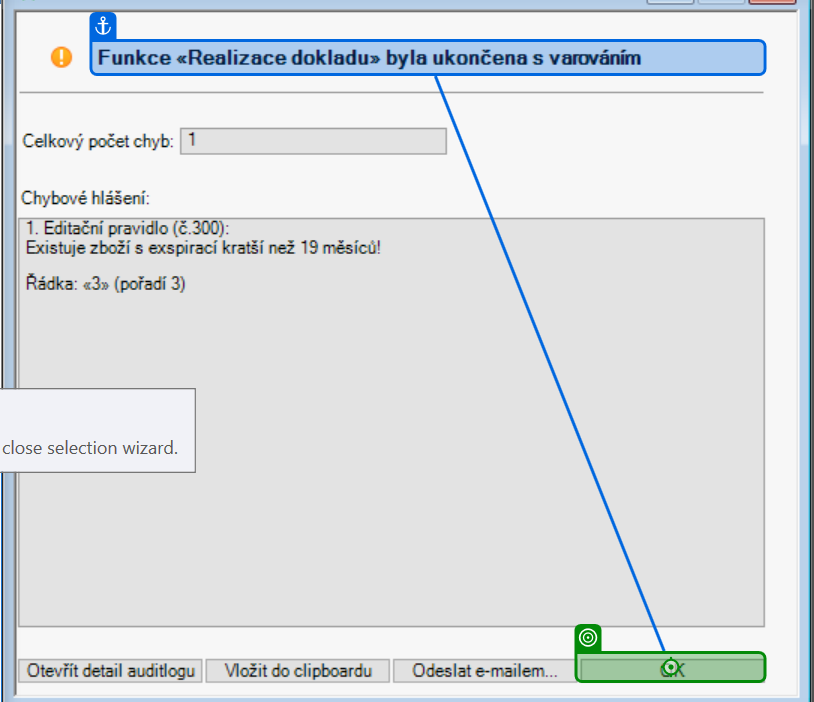 Funkce «Realizace dokladu» byla ukončena s varováním
Celkový počet chyb: 1
Chybové hlášení:
1. Editační pravidlo (č.300):
Existuje zboží s exspirací kratší než 19 měsíců!
Řádka: «3» (pořadí 3)
close selection wizard.
Otevřít detail auditlogu Vložit do clipboardu Odeslat e-mailem... OK